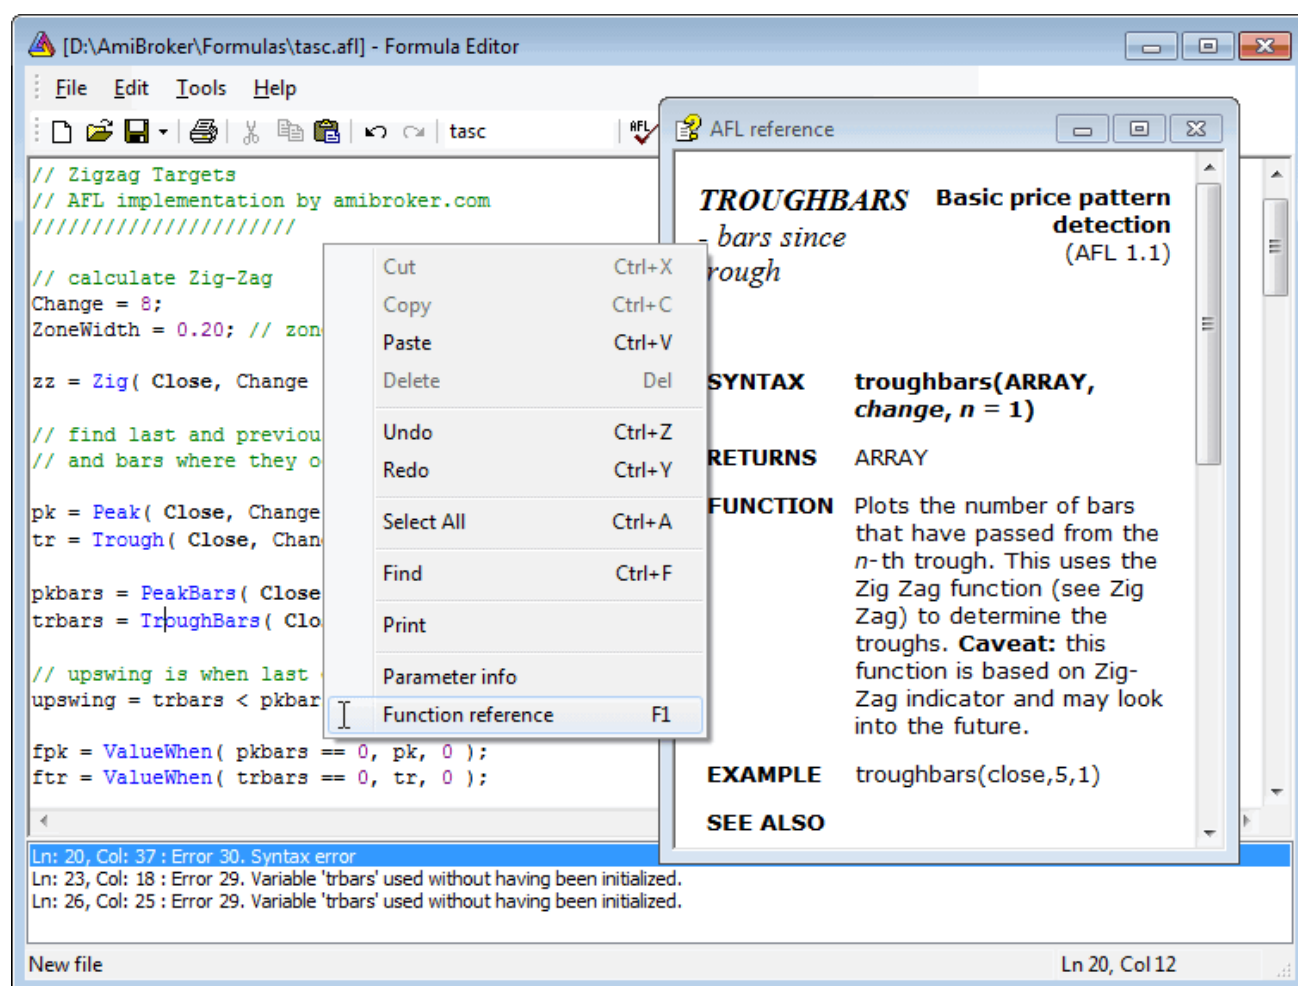 [D:\AmiBroker\Formulas\tasc.afl] - Formula Editor
File Edit Tools Help
tasc
AFL
// Zigzag Targets
// AFL implementation by amibroker.com
//////////////////////
// calculate Zig-Zag
Change = 8;
ZoneWidth = 0.20; // zon
zz = Zig( Close, Change
// find last and previou
// and bars where they o
pk = Peak( Close, Change
tr = Trough( Close, Chan
pkbars = PeakBars( Close
trbars = TroughBars( Clo
// upswing is when last
upswing = trbars < pkbar
fpk = ValueWhen( pkbars == 0, pk, 0 );
ftr = ValueWhen( trbars == 0, tr, 0 );
Cut Ctrl+X
Copy Ctrl+C
Paste Ctrl+V
Delete Del
Undo Ctrl+Z
Redo Ctrl+Y
Select All Ctrl+A
Find Ctrl+F
Print
Parameter info
Function reference F1
AFL reference
TROUGHBARS
- bars since
rough
Basic price pattern
detection
(AFL 1.1)
SYNTAX troughbars(ARRAY,
change, n = 1)
RETURNS ARRAY
FUNCTION Plots the number of bars
that have passed from the
n-th trough. This uses the
Zig Zag function (see Zig
Zag) to determine the
troughs. Caveat: this
function is based on Zig-
Zag indicator and may look
into the future.
EXAMPLE troughbars(close,5,1)
SEE ALSO
Ln: 20, Col: 37 : Error 30. Syntax error
Ln: 23, Col: 18 : Error 29. Variable 'trbars' used without having been initialized.
Ln: 26, Col: 25 : Error 29. Variable 'trbars' used without having been initialized.
New file
Ln 20, Col 12